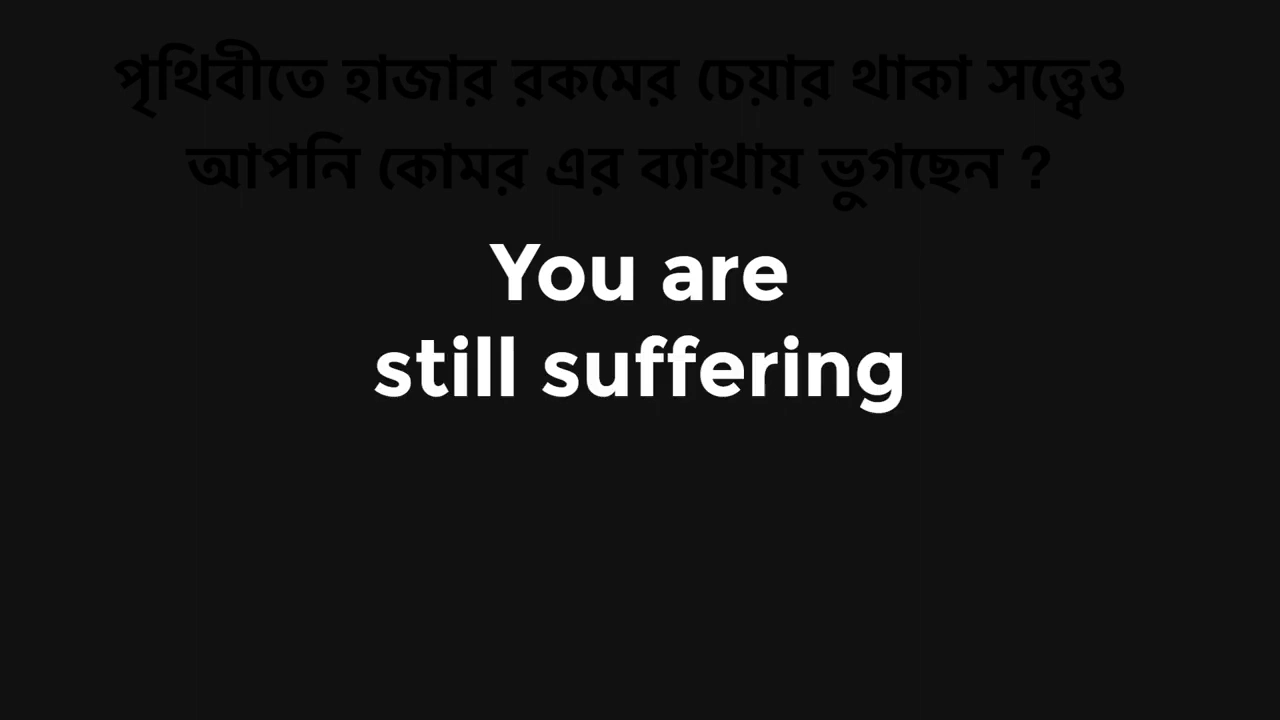 পৃথিবীতে হাজার রকমের চেয়ার থাকা সত্ত্বেও
আপনি কোমর এর ব্যাথায় ভুগছেন ?
You are
still suffering